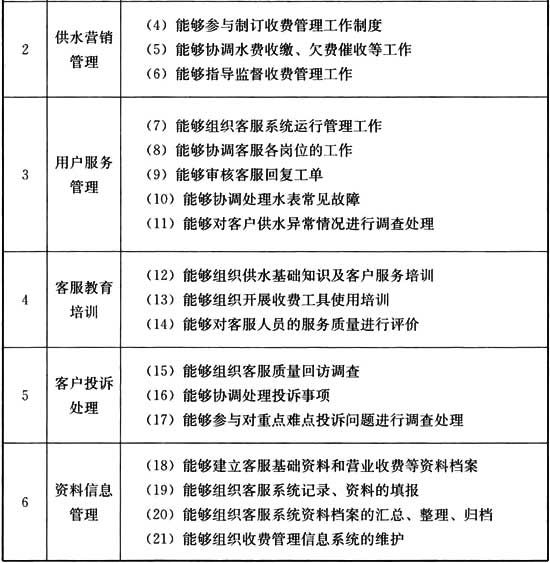 2
供水营销
管理
（4）能够参与制订收费管理工作制度
（5）能够协调水费收缴、欠费催收等工作
（6）能够指导监督收费管理工作
3
用户服务
管理
（7）能够组织客服系统运行管理工作
（8）能够协调客服各岗位的工作
（9）能够审核客服回复工单
（10）能够协调处理水表常见故障
（11）能够对客户供水异常情况进行调查处理
4
客服教育
培训
（12）能够组织供水基础知识及客户服务培训
（13）能够组织开展收费工具使用培训
（14）能够对客服人员的服务质量进行评价
5
客户投诉
处理
（15）能够组织客服质量回访调查
（16）能够协调处理投诉事项
（17）能够参与对重点难点投诉问题进行调查处理
6
资料信息
管理
（18）能够建立客服基础资料和营业收费等资料档案
（19）能够组织客服系统记录、资料的填报
（20）能够组织客服系统资料档案的汇总、整理、归档
（21）能够组织收费管理信息系统的维护